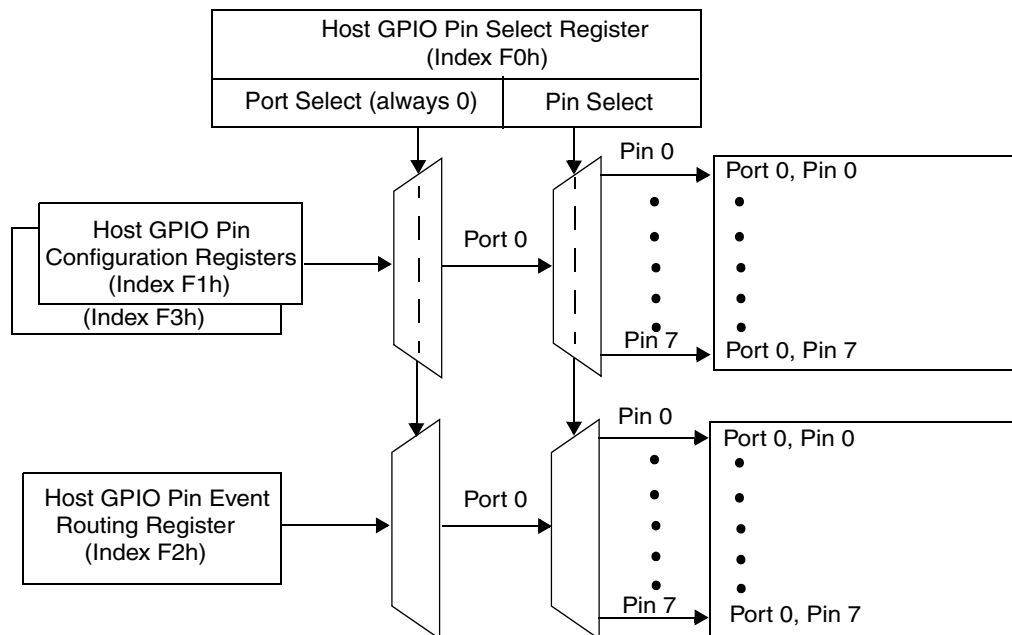 Host GPIO Pin Select Register
(Index F0h)
Port Select (always 0)
Pin Select
Pin 0
Port 0, Pin 0
Host GPIO Pin
Configuration Registers
(Index F1h)
(Index F3h)
Port 0
Pin 7
Port 0, Pin 7
Pin 0
Port 0, Pin 0
Host GPIO Pin Event
Routing Register
(Index F2h)
Port 0
Pin 7
Port 0, Pin 7